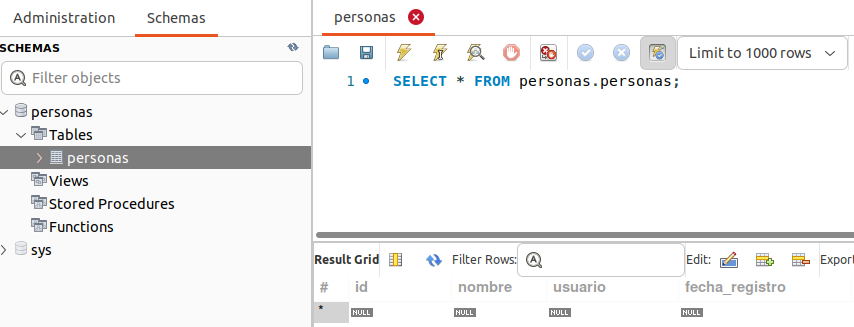 Administration Schemas
SCHEMAS
Filter objects
personas
Tables
personas
Views
Stored Procedures
Functions
sys
personas
Limit to 1000 rows
1 SELECT * FROM personas.personas;
Result Grid Filter Rows: Edit: Export
# id nombre usuario fecha_registro
* NULL NULL NULL NULL